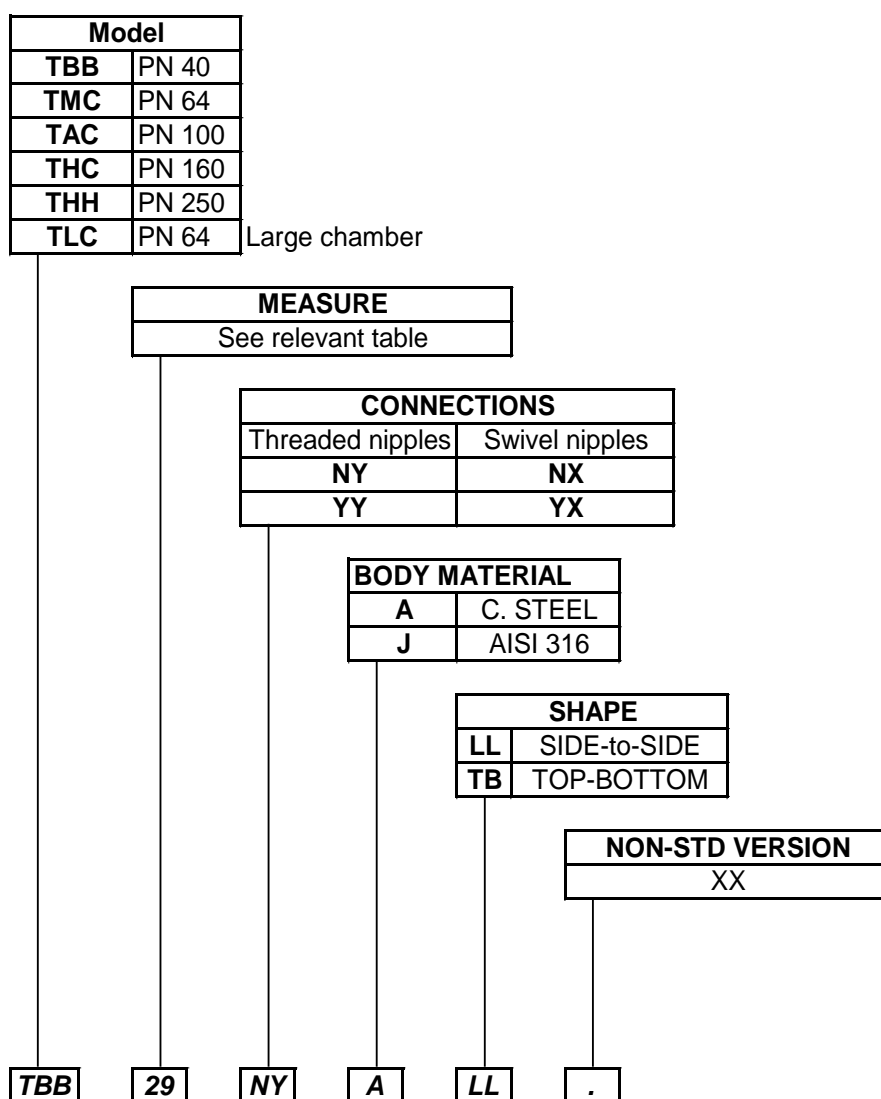 Model
TBB PN 40
TMC PN 64
TAC PN 100
THC PN 160
THH PN 250
TLC PN 64 Large chamber
MEASURE
See relevant table
CONNECTIONS
Threaded nipples Swivel nipples
NY NX
YY YX
BODY MATERIAL
A C. STEEL
J AISI 316
SHAPE
LL SIDE-to-SIDE
TB TOP-BOTTOM
NON-STD VERSION
XX
TBB 29 NY A LL .